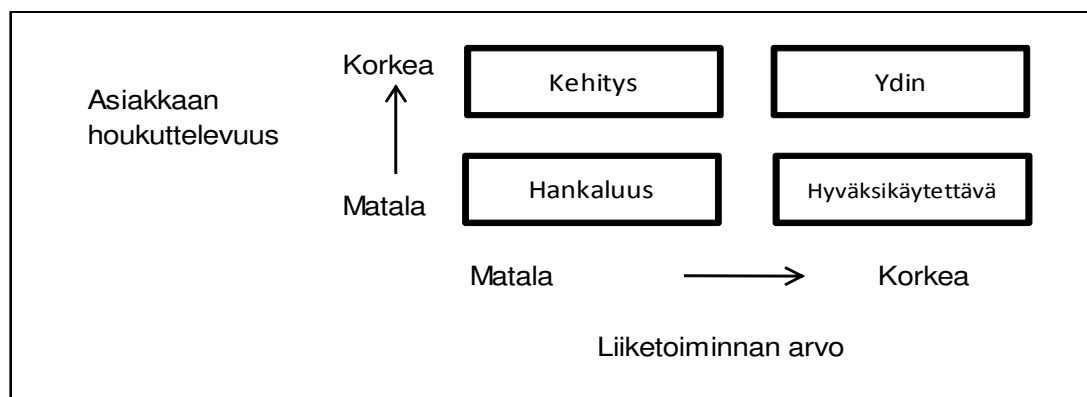 Asiakkaan
houkuttelevuus
Korkea
Matala
Kehitys
Ydin
Hankaluus
Hyväksikäytettävä
Matala
Korkea
Liiketoiminnan arvo